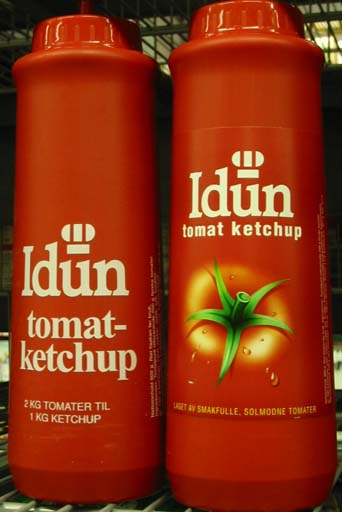 Idun
tomat-
ketchup
2 KG TOMATER TIL
1 KG KETCHUP
Idun
tomat ketchup
LAGET AV SMAKFULLE, SOLMODNE TOMATER